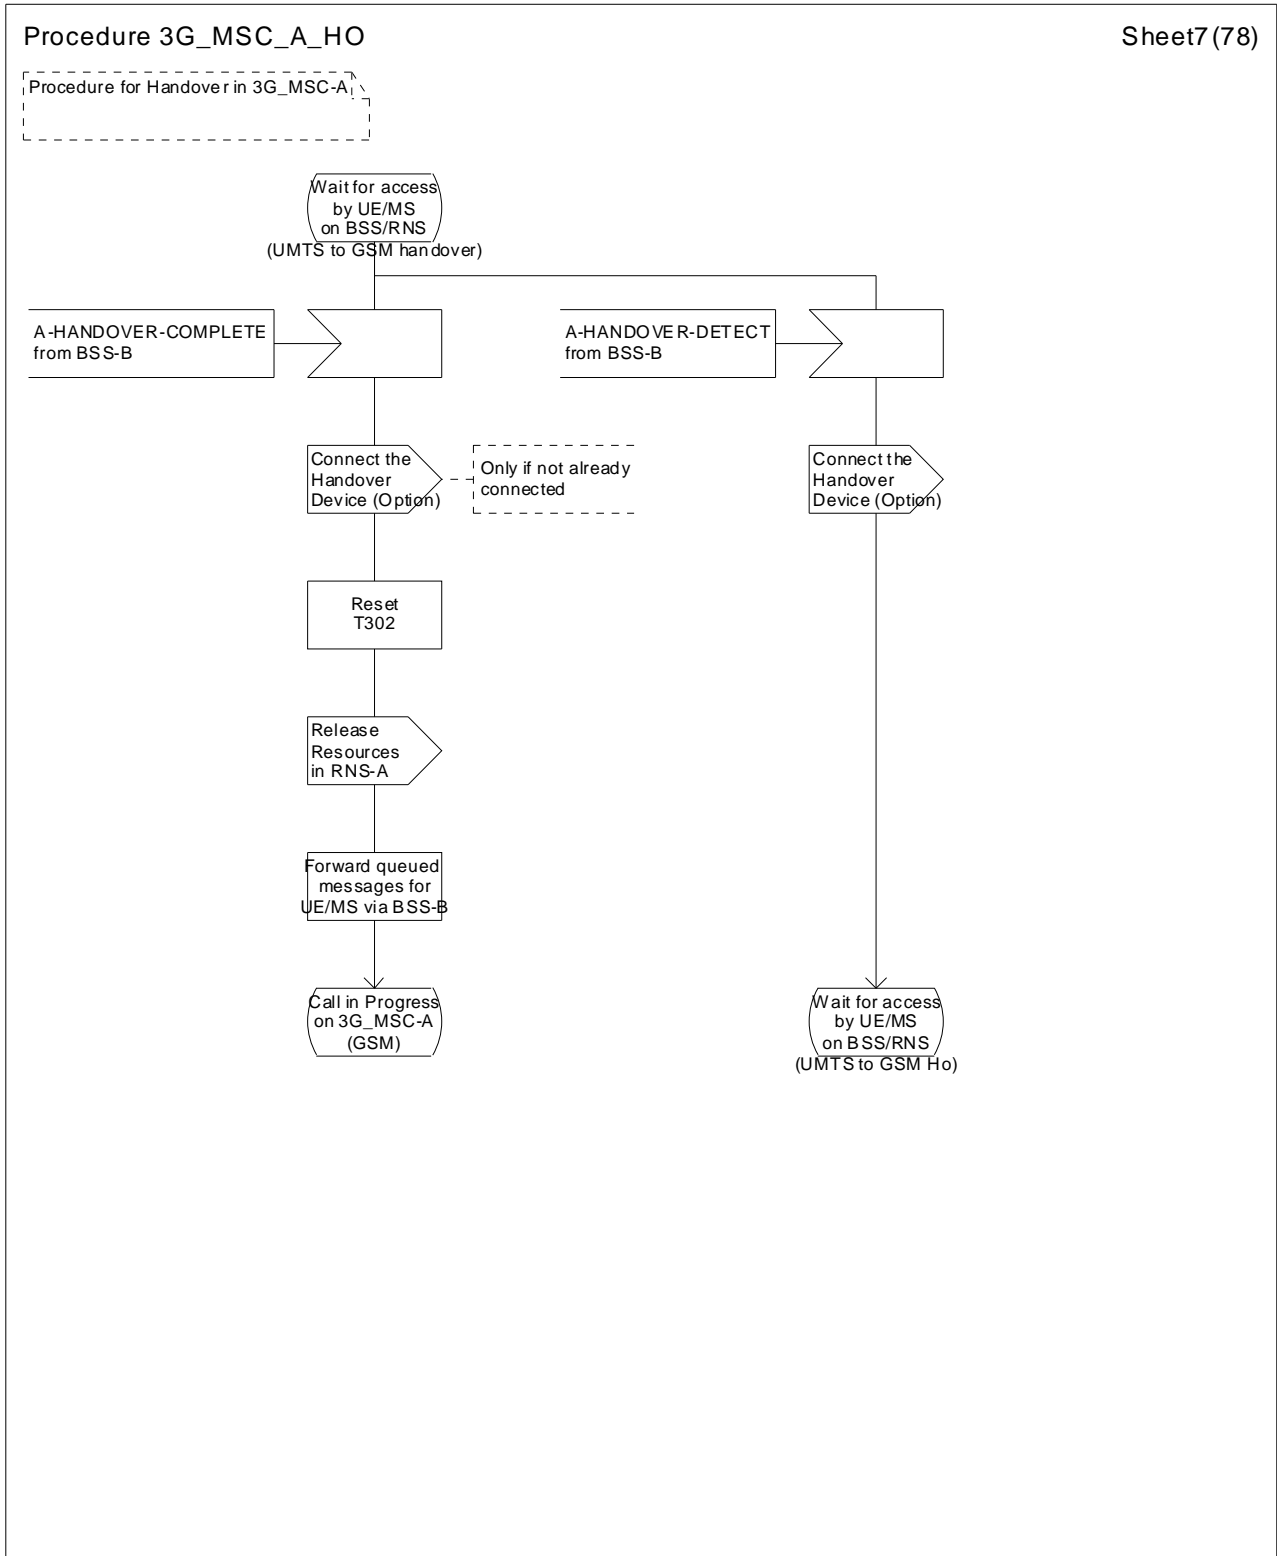 Procedure 3G_MSC_A_HO
Sheet7(78)
Procedure for Handover in 3G_MSC-A
Wait for access
by UE/MS
on BSS/RNS
(UMTS to GSM handover)
A-HANDOVER-COMPLETE
from BSS-B
A-HANDOVER-DETECT
from BSS-B
Connect the
Handover
Device (Option)
Only if not already
connected
Connect the
Handover
Device (Option)
Reset
T302
Release
Resources
in RNS-A
Forward queued
messages for
UE/MS via BSS-B
Call in Progress
on 3G_MSC-A
(GSM)
Wait for access
by UE/MS
on BSS/RNS
(UMTS to GSM Ho)